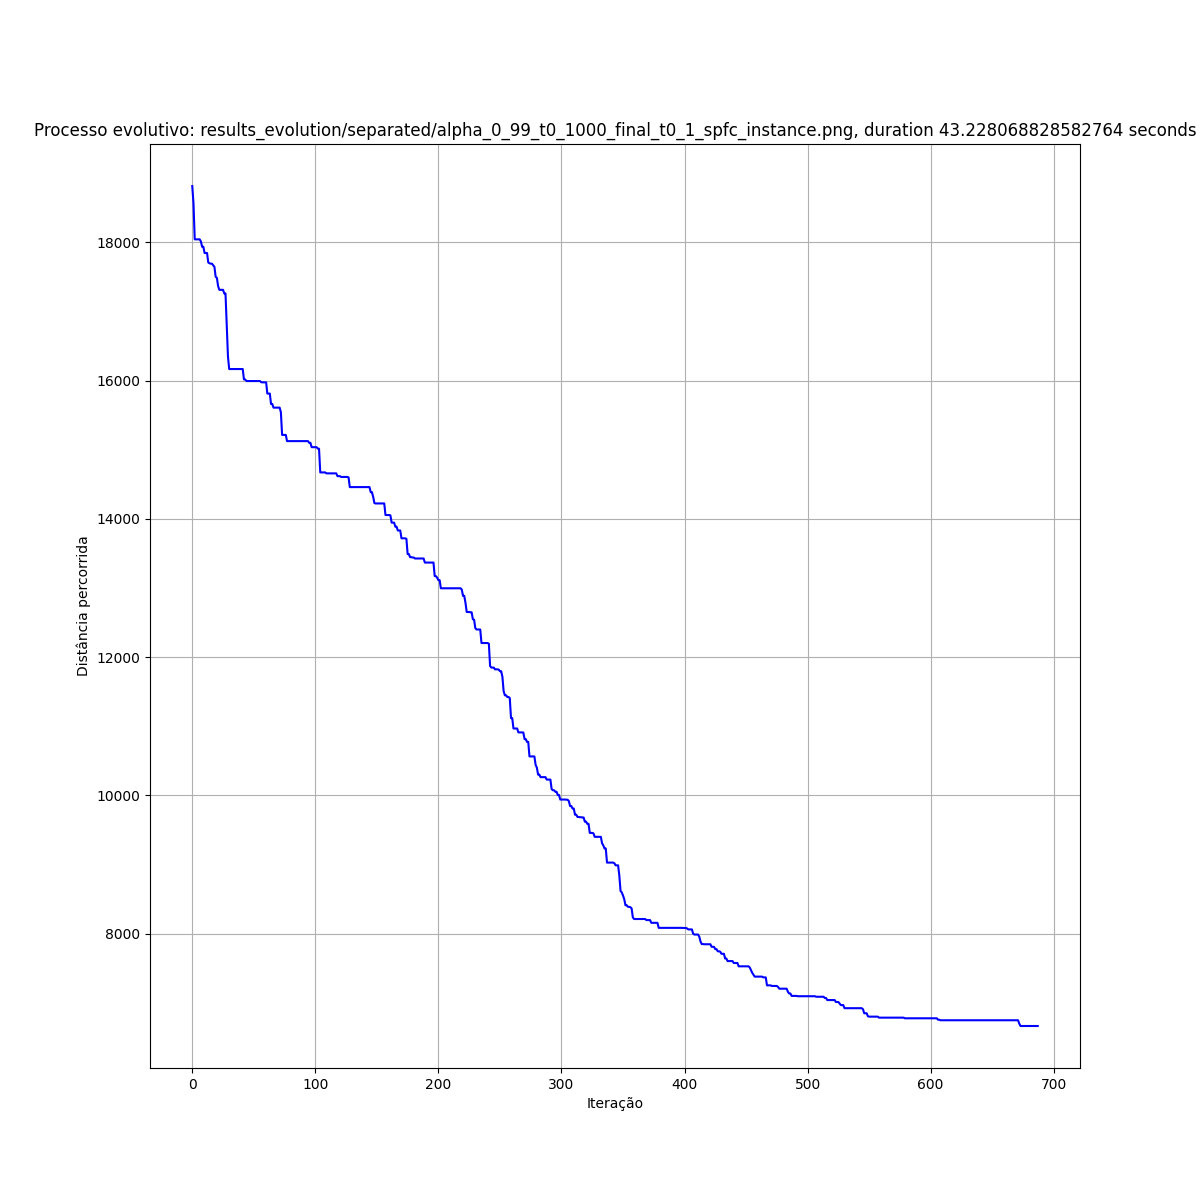 Processo evolutivo: results_evolution/separated/alpha_0_99_t0_1000_final_t0_1_spfc_instance.png, duration 43.228068828582764 seconds
18000
16000
14000
12000
10000
8000
Distância percorrida
0 100 200 300 400 500 600 700
Iteração